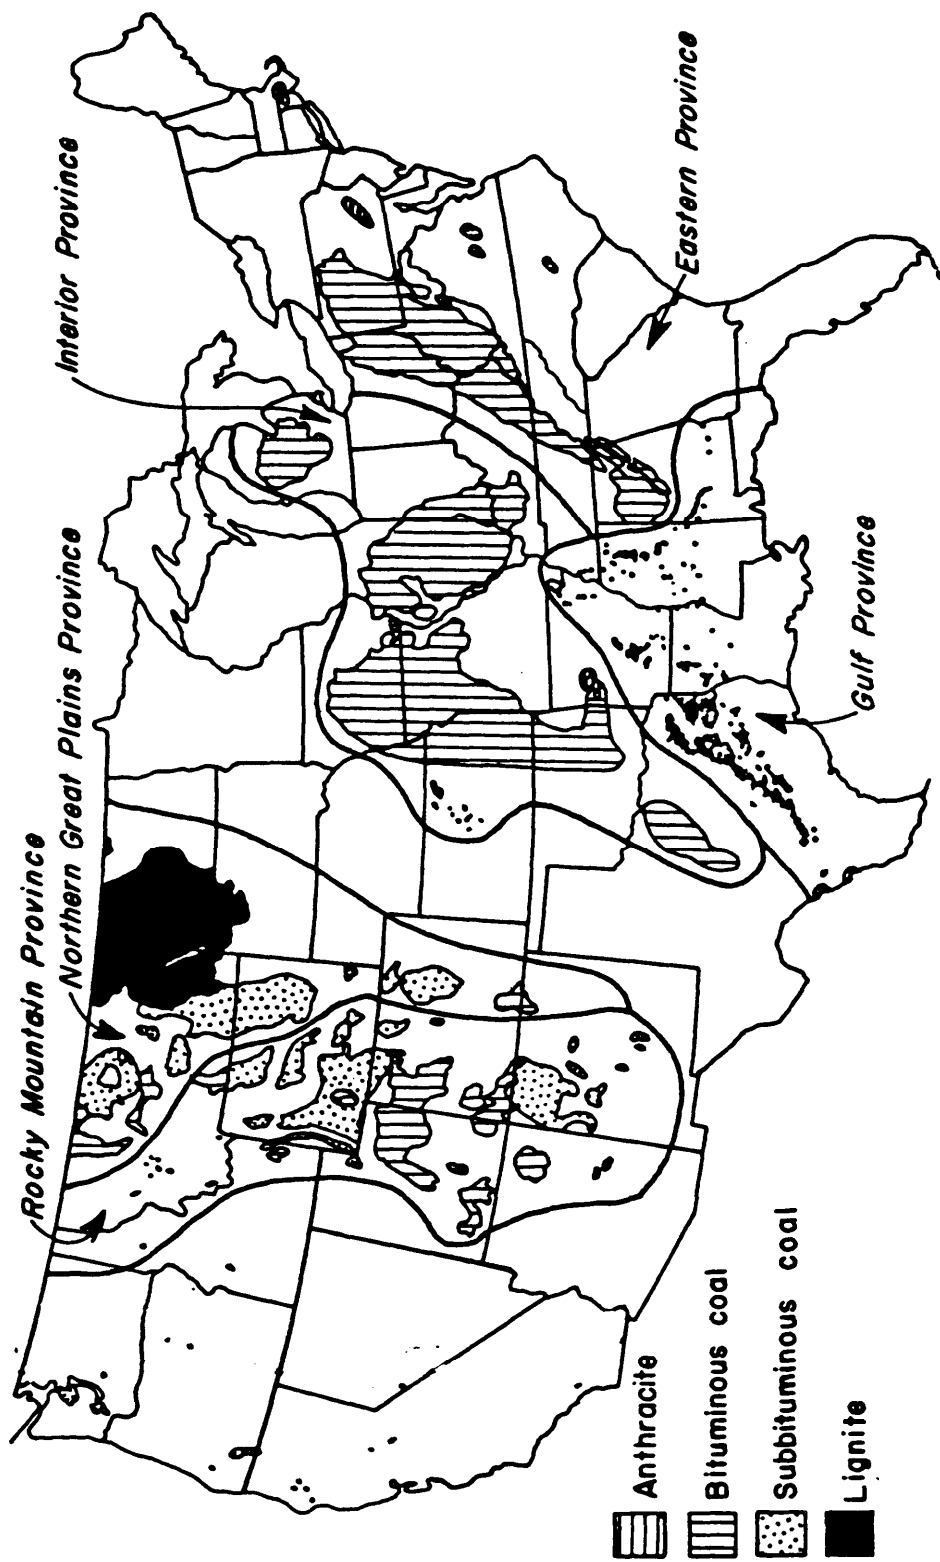 Rocky Mountain Province
Northern Great Plains Province
Interior Province
Eastern Province
Gulf Province
Anthracite
Bituminous coal
Subbituminous coal
Lignite